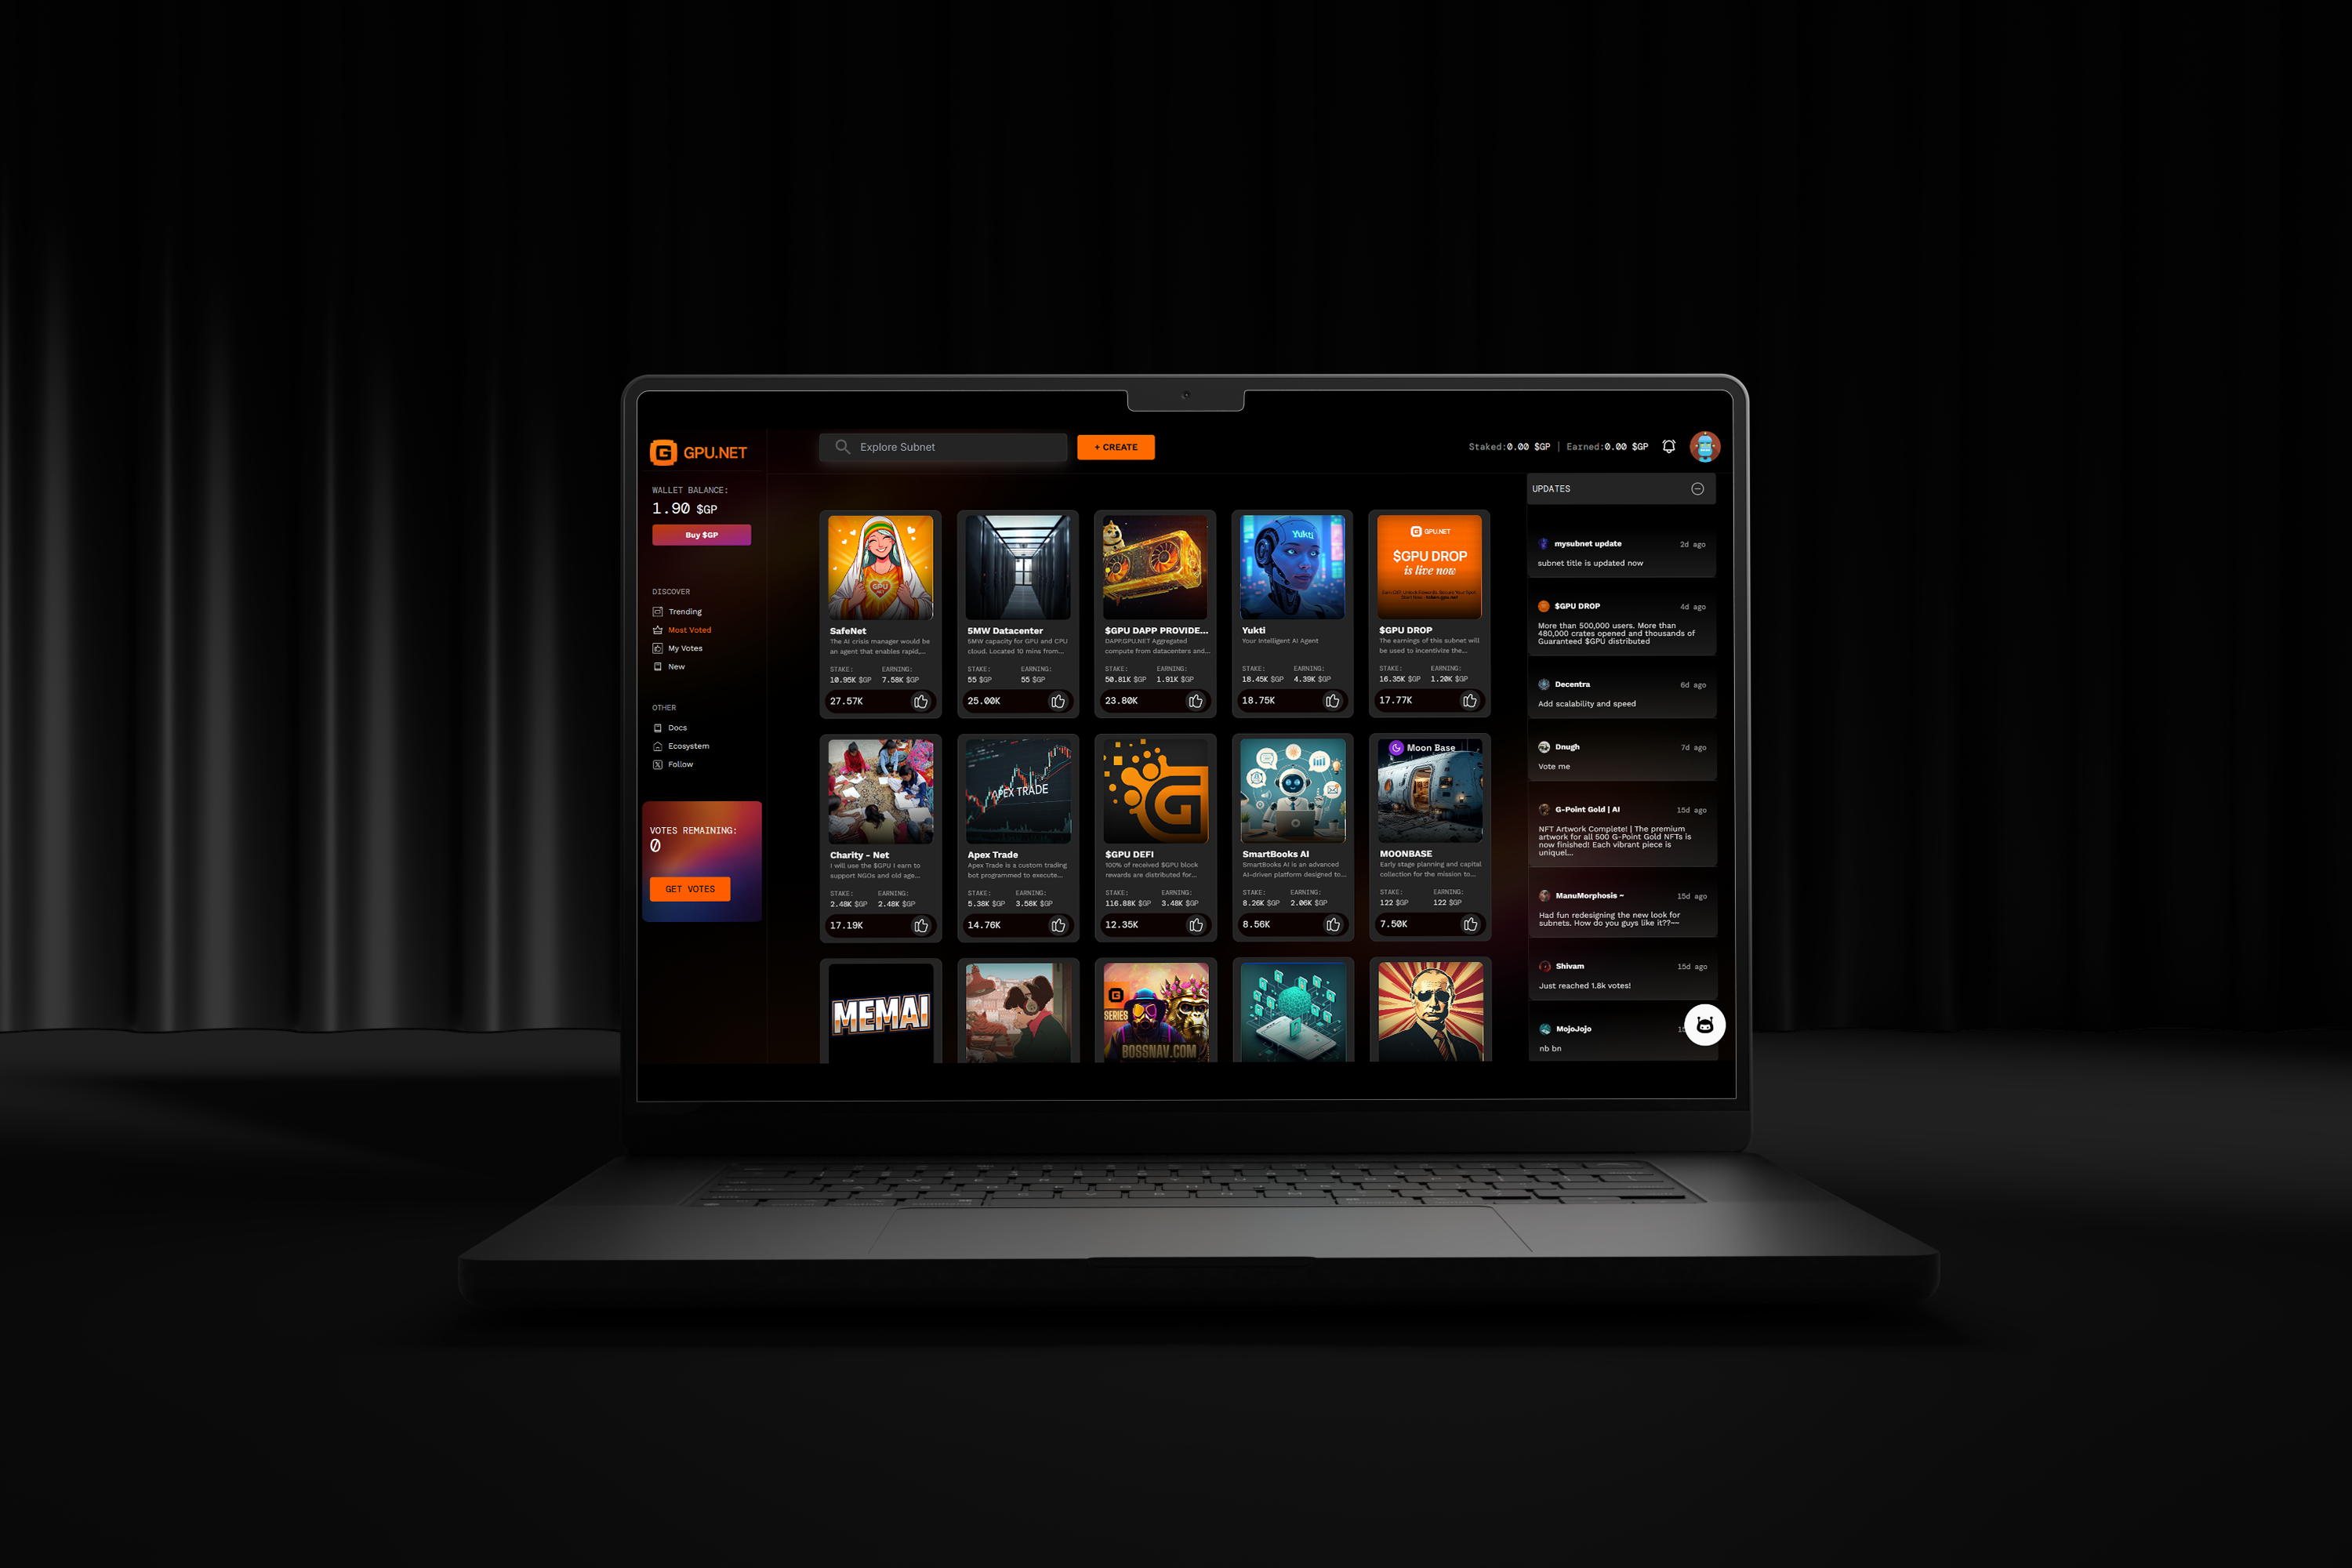 GPU.NET
Explore Subnet
+ CREATE
Staked:0.00 $GP | Earned:0.00 $GP
WALLET BALANCE:
1.90 $GP
Buy $GP
DISCOVER
Trending
Most Voted
My Votes
New
OTHER
Docs
Ecosystem
Follow
VOTES REMAINING:
0
GET VOTES
GPU
SafeNet
The AI crisis manager would be
an agent that enables rapid,...
STAKE: EARNING:
10.95K $GP 7.58K $GP
27.57K
5MW Datacenter
5MW capacity for GPU and CPU
cloud. Located 10 mins from...
STAKE: EARNING:
55 $GP 55 $GP
25.00K
$GPU DAPP PROVIDE...
DAPP.GPU.NET Aggregated
compute from datacenters and...
STAKE: EARNING:
50.81K $GP 1.91K $GP
23.80K
Yukti
Yukti
Your Intelligent AI Agent
STAKE: EARNING:
18.45K $GP 4.39K $GP
18.75K
GPU.NET
$GPU DROP
is live now
$GPU DROP
The earnings of this subnet will
be used to incentivize the...
STAKE: EARNING:
16.35K $GP 1.20K $GP
17.77K
Charity - Net
I will use the $GPU I earn to
support NGOs and old age...
STAKE: EARNING:
2.48K $GP 2.48K $GP
17.19K
APEX TRADE
Apex Trade
Apex Trade is a custom trading
bot programmed to execute...
STAKE: EARNING:
5.38K $GP 3.58K $GP
14.76K
$GPU DEFI
100% of received $GPU block
rewards are distributed for...
STAKE: EARNING:
116.88K $GP 3.48K $GP
12.35K
SmartBooks AI
SmartBooks AI is an advanced
AI-driven platform designed to...
STAKE: EARNING:
8.26K $GP 2.06K $GP
8.56K
Moon Base
MOONBASE
Early stage planning and capital
collection for the mission to...
STAKE: EARNING:
122 $GP 122 $GP
7.50K
MEMAI
SERIES
BOSSNAV.COM
UPDATES
mysubnet update 2d ago
subnet title is updated now
$GPU DROP 4d ago
More than 500,000 users. More than
480,000 crates opened and thousands of
Guaranteed $GPU distributed
Decentra 6d ago
Add scalability and speed
Dnugh 7d ago
Vote me
G-Point Gold | AI 15d ago
NFT Artwork Complete! | The premium
artwork for all 500 G-Point Gold NFTs is
now finished! Each vibrant piece is
uniquel...
ManuMorphosis ~ 15d ago
Had fun redesigning the new look for
subnets. How do you guys like it??~~
Shivam 15d ago
Just reached 1.8k votes!
MojoJojo
nb bn